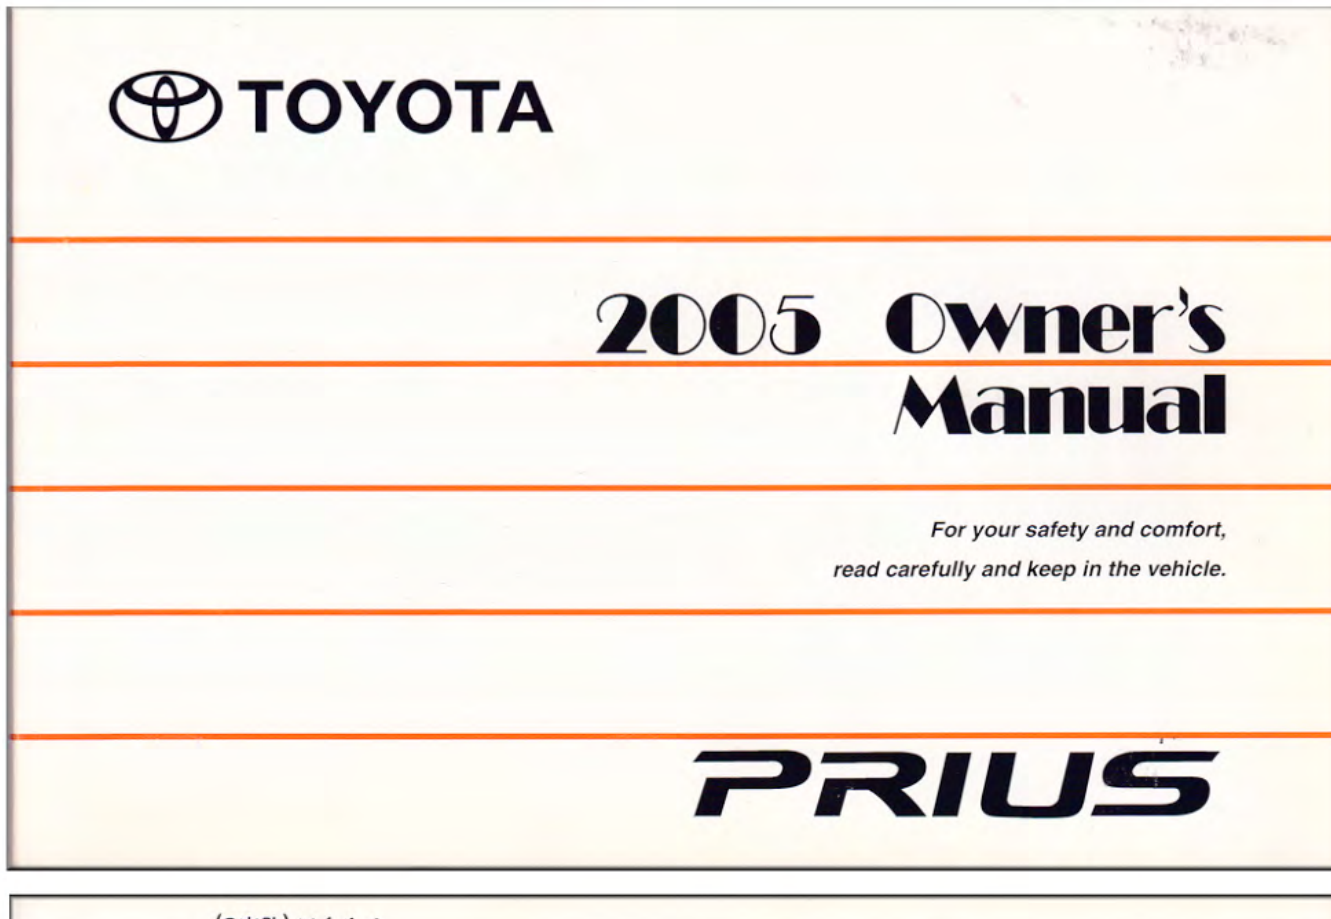 TOYOTA
2005 Owner's
Manual
For your safety and comfort,
read carefully and keep in the vehicle.
PRIUS